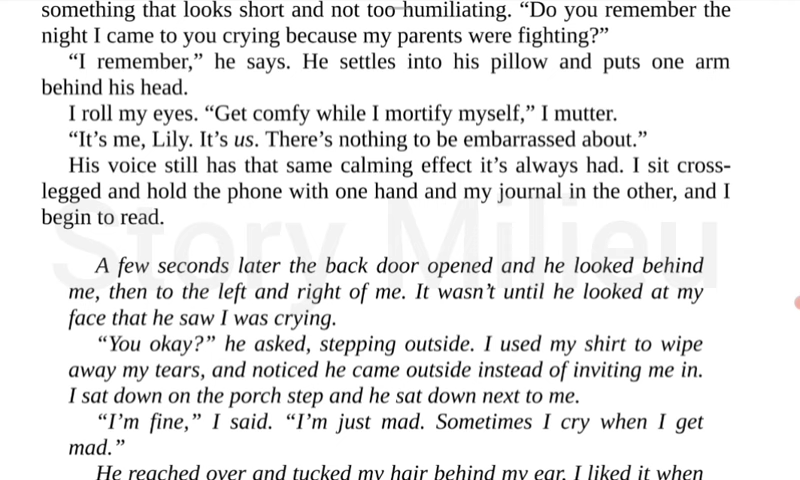 something that looks short and not too humiliating. “Do you remember the
night I came to you crying because my parents were fighting?”
“I remember,” he says. He settles into his pillow and puts one arm
behind his head.
I roll my eyes. “Get comfy while I mortify myself,” I mutter.
“It’s me, Lily. It’s us. There’s nothing to be embarrassed about.”
His voice still has that same calming effect it’s always had. I sit cross-
legged and hold the phone with one hand and my journal in the other, and I
begin to read.
Story Milieu
A few seconds later the back door opened and he looked behind
me, then to the left and right of me. It wasn’t until he looked at my
face that he saw I was crying.
“You okay?” he asked, stepping outside. I used my shirt to wipe
away my tears, and noticed he came outside instead of inviting me in.
I sat down on the porch step and he sat down next to me.
“I’m fine,” I said. “I’m just mad. Sometimes I cry when I get
mad.”
He reached over and tucked my hair behind my ear. I liked it when